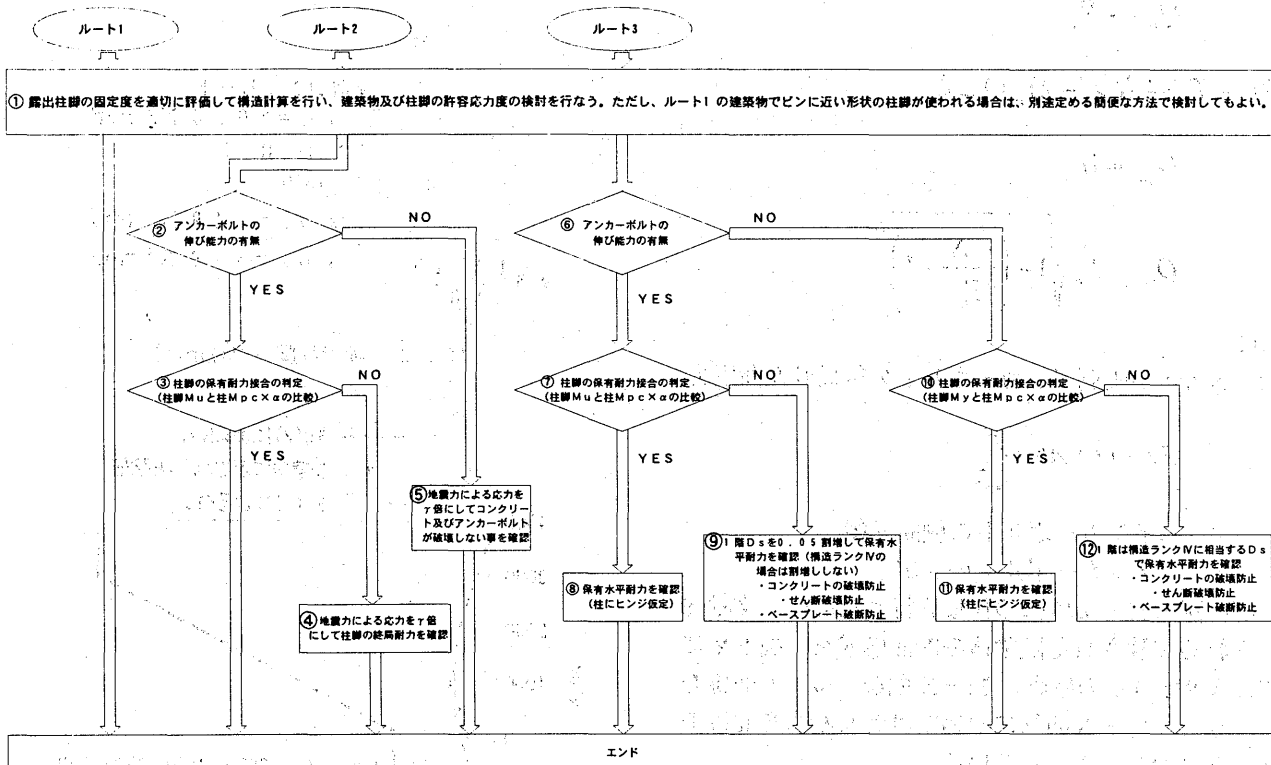 ルート1
ルート2
ルート3
① 露出柱脚の固定度を適切に評価して構造計算を行い、建築物及び柱脚の許容応力度の検討を行なう。ただし、ルート1 の建築物でピンに近い形状の柱脚が使われる場合は、別途定める簡便な方法で検討してもよい。
② アンカーボルトの
伸び能力の有無
NO
YES
⑥ アンカーボルトの
伸び能力の有無
NO
YES
③ 柱脚の保有耐力接合の判定
(柱脚Muと柱Mpc×αの比較)
NO
YES
⑦ 柱脚の保有耐力接合の判定
(柱脚Muと柱Mpc×αの比較)
NO
YES
⑩ 柱脚の保有耐力接合の判定
(柱脚Myと柱Mpc×αの比較)
NO
YES
⑤ 地震力による応力を
γ倍にしてコンクリー
ト及びアンカーボルト
が破壊しない事を確認
④ 地震力による応力をγ倍
にして柱脚の終局耐力を確認
⑧ 保有水平耐力を確認
(柱にヒンジ仮定)
⑨ 1階Dsを0.05割増して保有水
平耐力を確認(構造ランクⅣの
場合は割増ししない)
・コンクリートの破壊防止
・せん断破壊防止
・ベースプレート破断防止
⑪ 保有水平耐力を確認
(柱にヒンジ仮定)
⑫ 1階は構造ランクⅣに相当するDs
で保有水平耐力を確認
・コンクリートの破壊防止
・せん断破壊防止
・ベースプレート破断防止
エンド